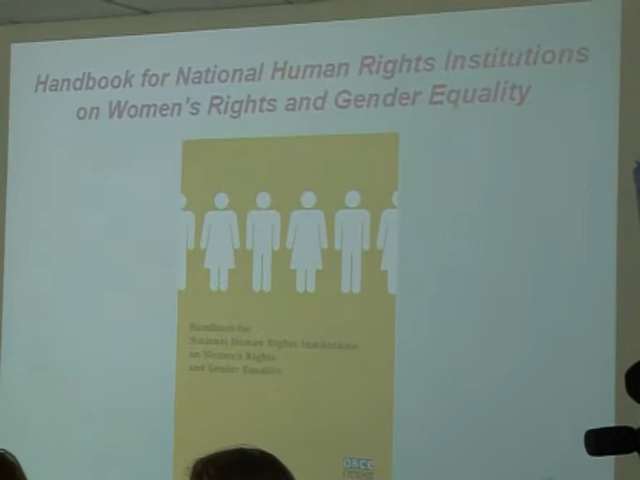 Handbook for National Human Rights Institutions
on Women's Rights and Gender Equality
Handbook for
National Human Rights Institutions
on Women's Rights
and Gender Equality
OSCE